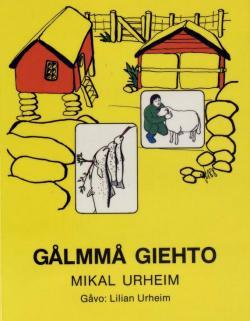 GÅLMMÅ GIEHTO
MIKAL URHEIM
Gåvo: Lilian Urheim